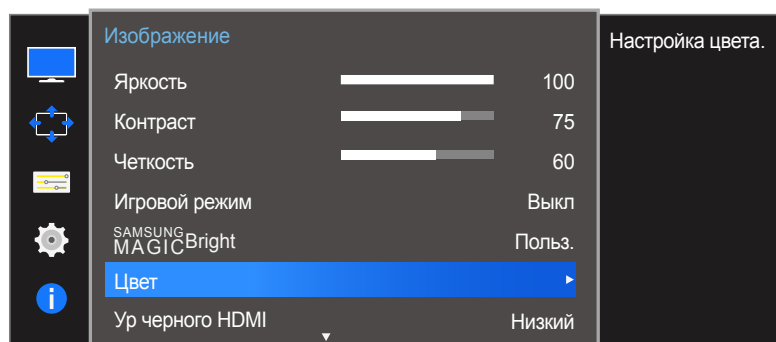 Изображение
Настройка цвета.
Яркость 100
Контраст 75
Четкость 60
Игровой режим Выкл
SAMSUNG
MAGICBright Польз.
Цвет
Ур черного HDMI Низкий